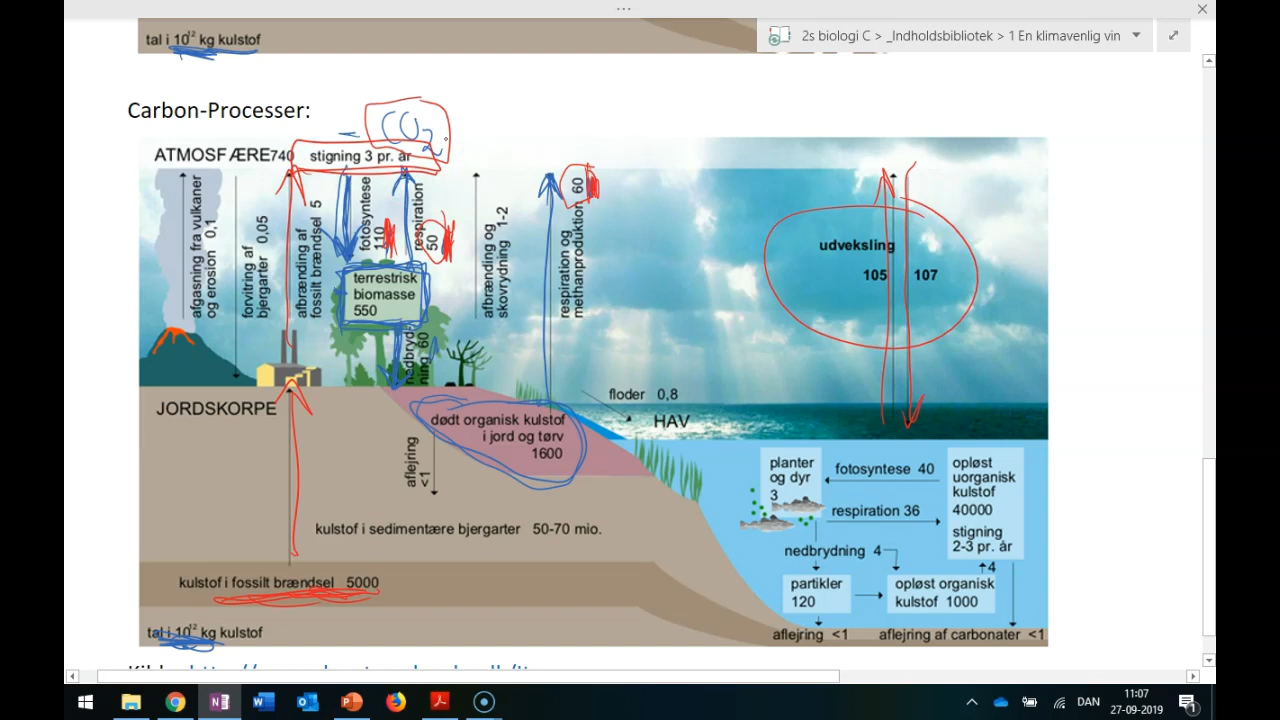 tal i 10¹² kg kulstof
2s biologi C > _Indholdsbibliotek > 1 En klimavenlig vin
Carbon-Processer:
CO₂
ATMOSFÆRE 740
stigning 3 pr. år
afgasning fra vulkaner
og erosion 0,1
forvitring af
bjergarter 0,05
afbrænding af
fossilt brændsel 5
fotosyntese
110
respiration
50
afbrænding og
skovrydning 1-2
respiration og
methanproduktion 60
udveksling
105
107
terrestrisk
biomasse
550
nedbryd-
ning 60
JORDSKORPE
floder 0,8
HAV
dødt organisk kulstof
i jord og tørv
1600
aflejring
<1
planter
og dyr
3
fotosyntese 40
opløst
uorganisk
kulstof
40000
stigning
2-3 pr. år
respiration 36
kulstof i sedimentære bjergarter 50-70 mio.
nedbrydning 4
4
partikler
120
opløst organisk
kulstof 1000
kulstof i fossilt brændsel 5000
tal i 10¹² kg kulstof
aflejring <1
aflejring af carbonater <1
DAN
11:07
27-09-2019